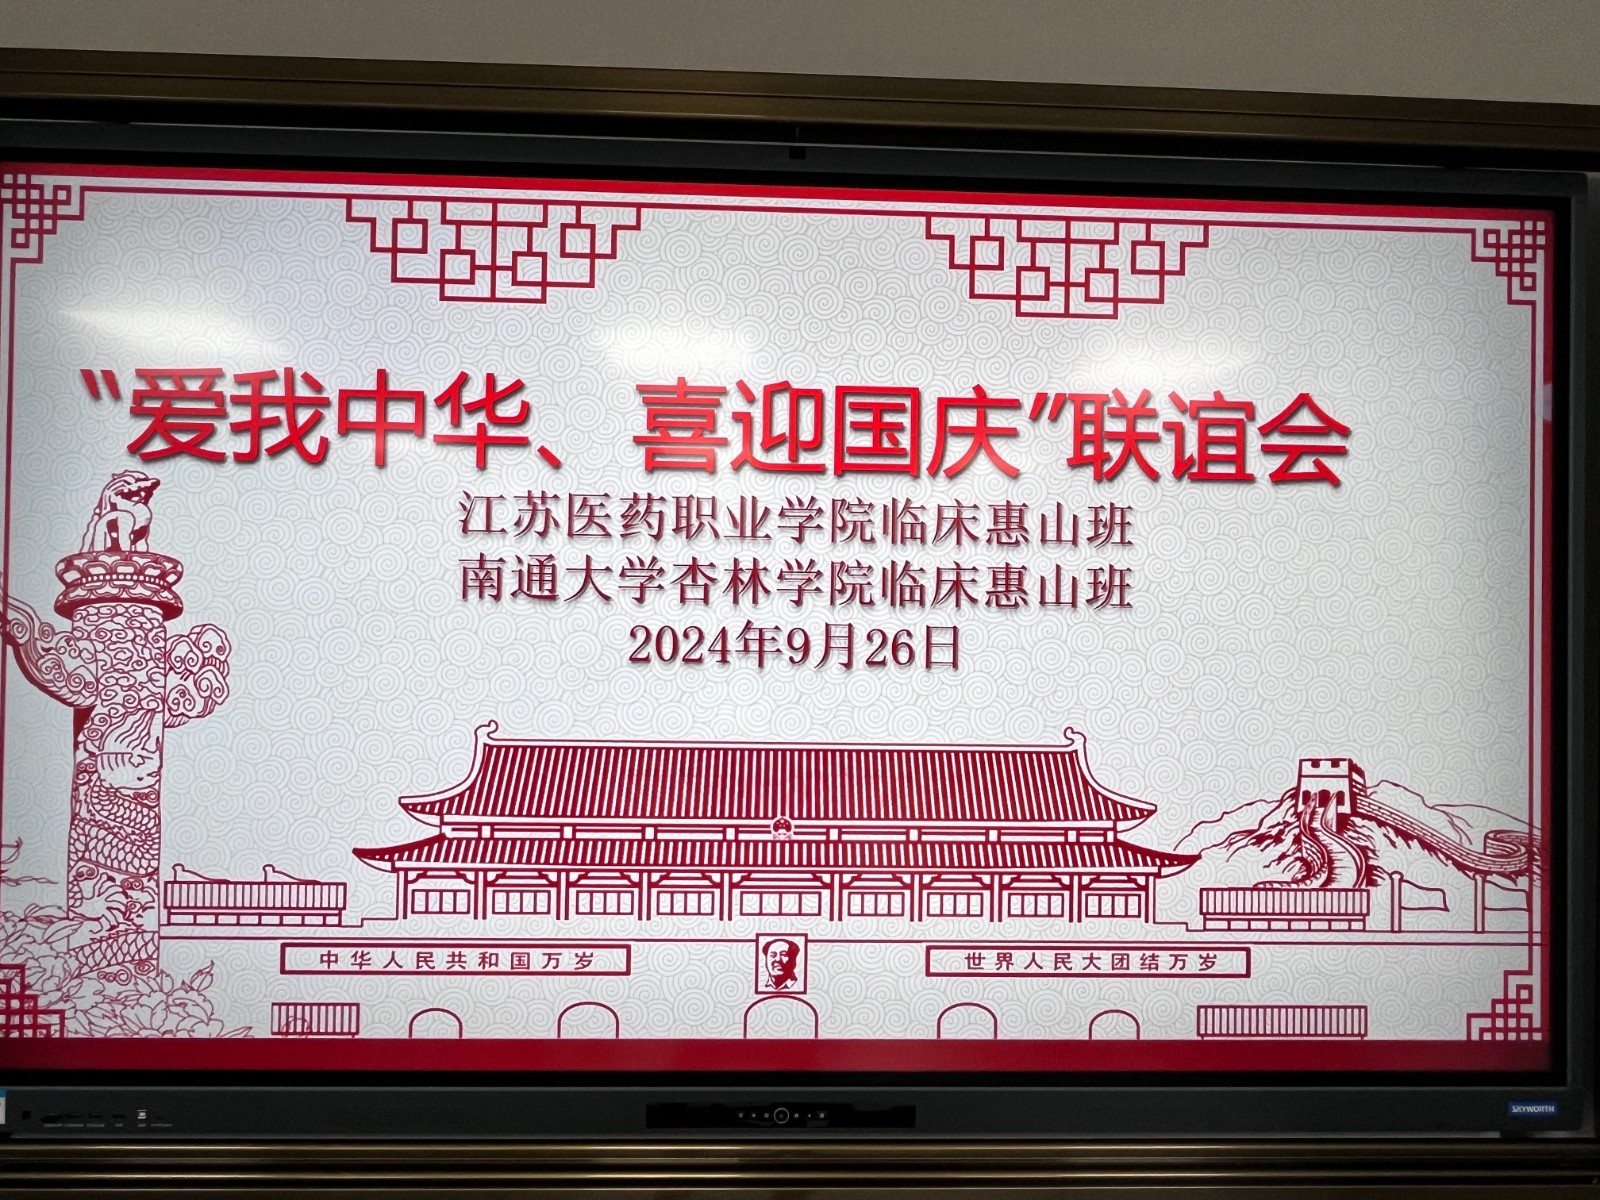 “爱我中华、喜迎国庆”联谊会
江苏医药职业学院临床惠山班
南通大学杏林学院临床惠山班
2024年9月26日
中华人民共和国万岁
世界人民大团结万岁
SKYWORTH